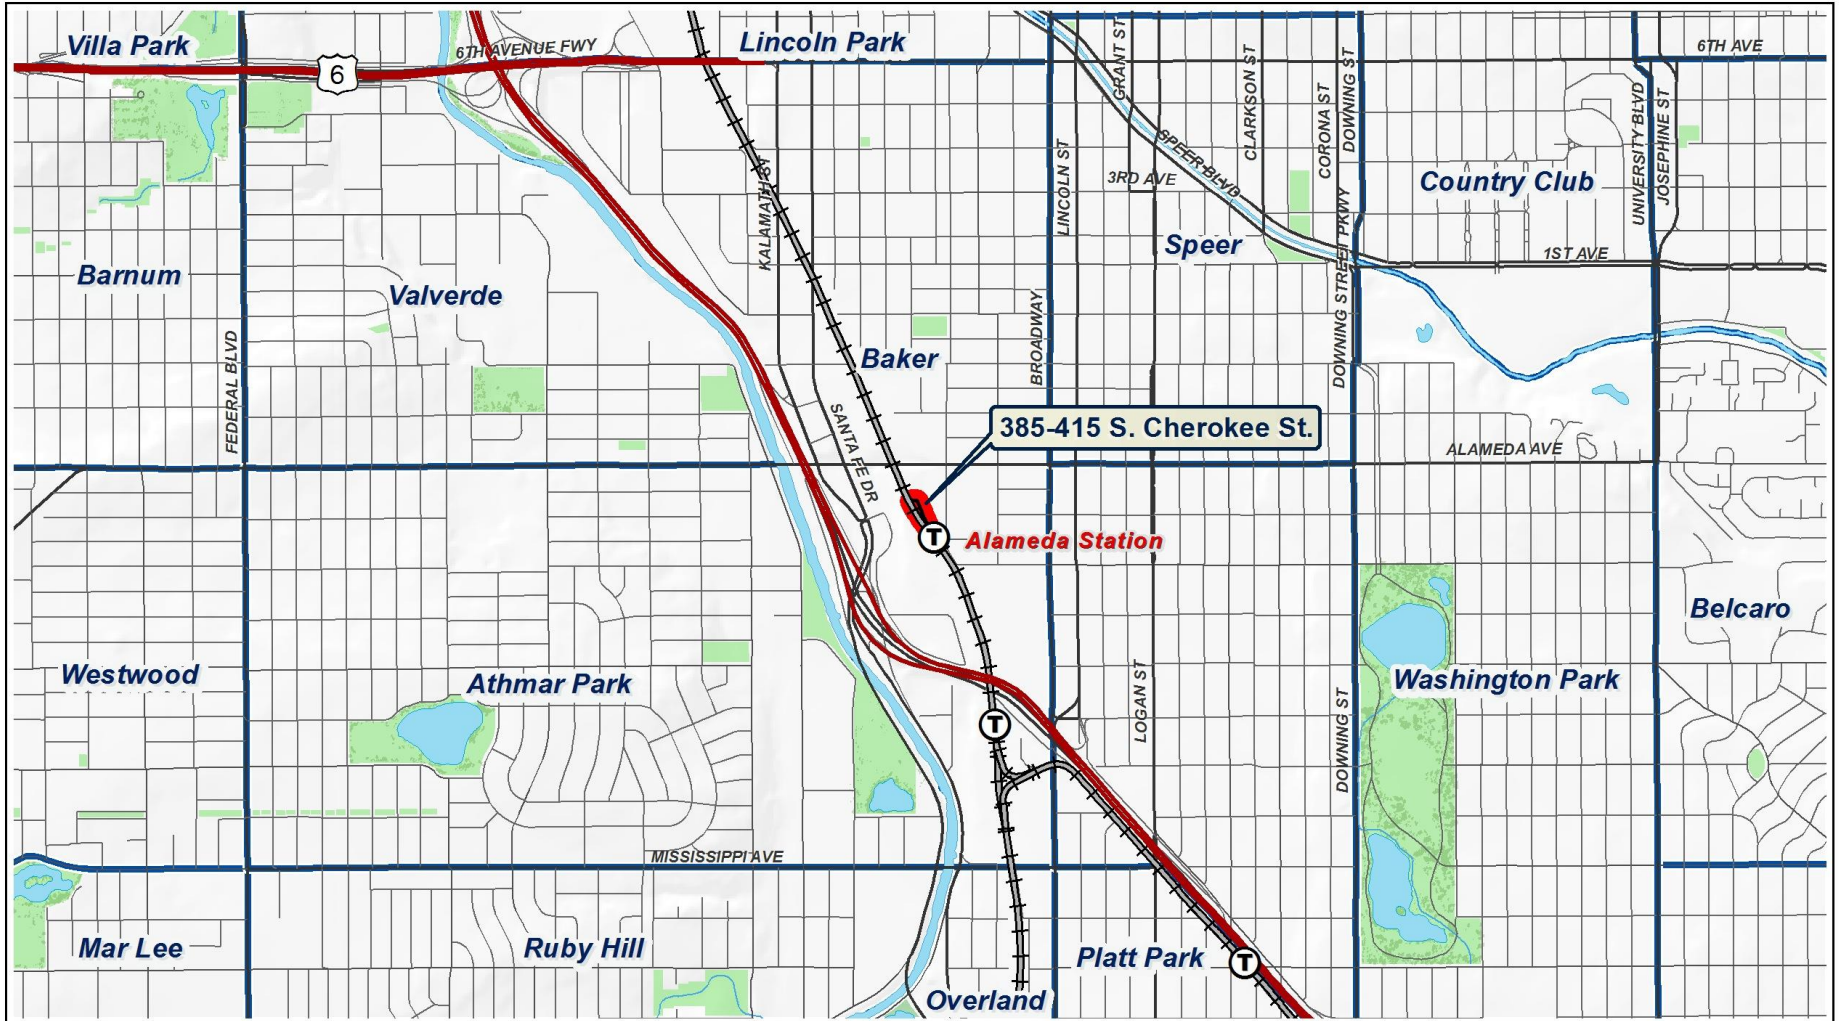 Villa Park
6TH AVENUE FWY
Lincoln Park
6TH AVE
6
GRANT ST
CLARKSON ST
CORONA ST
DOWNING ST
UNIVERSITY BLVD
JOSEPHINE ST
KALAMATH ST
LINCOLN ST
SPEER BLVD
3RD AVE
Country Club
Speer
DOWNING STREET PKWY
1ST AVE
Barnum
Valverde
FEDERAL BLVD
BROADWAY
Baker
SANTA FE DR
385-415 S. Cherokee St.
ALAMEDA AVE
T
Alameda Station
Belcaro
Westwood
Athmar Park
LOGAN ST
Washington Park
DOWNING ST
T
MISSISSIPPI AVE
Mar Lee
Ruby Hill
Platt Park
T
Overland